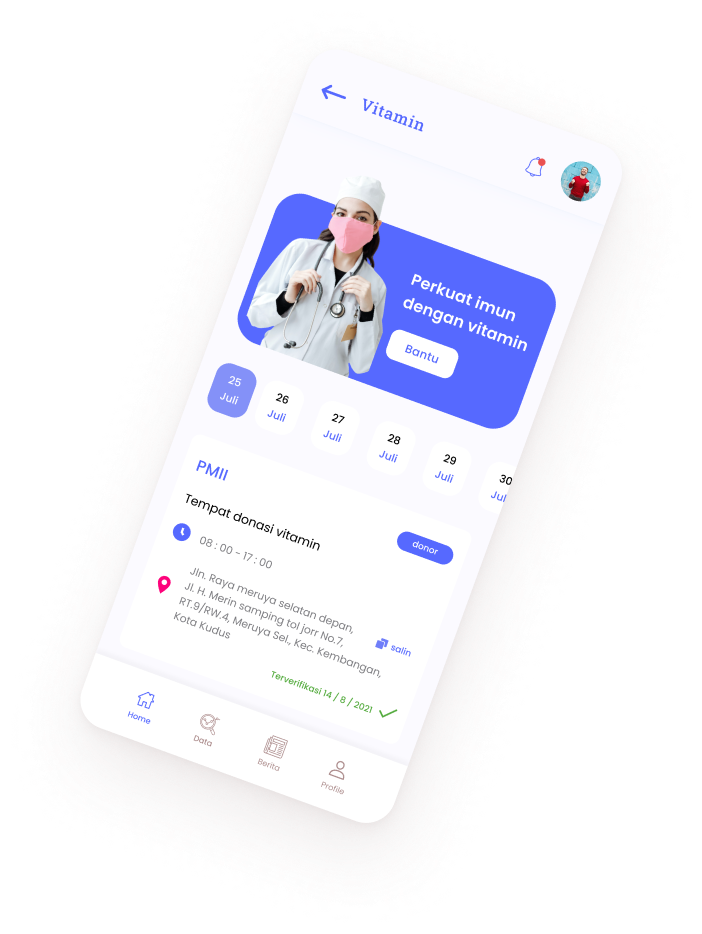 Vitamin
Perkuat imun
dengan vitamin
Bantu
25
Juli
26
Juli
27
Juli
28
Juli
29
Juli
30
Jul
PMII
Tempat donasi vitamin
donor
08 : 00 - 17 : 00
Jln. Raya meruya selatan depan,
Jl. H. Merin samping tol jorr No.7,
RT.9/RW.4, Meruya Sel., Kec. Kembangan,
Kota Kudus
salin
Terverifikasi 14 / 8 / 2021
Home
Data
Berita
Profile